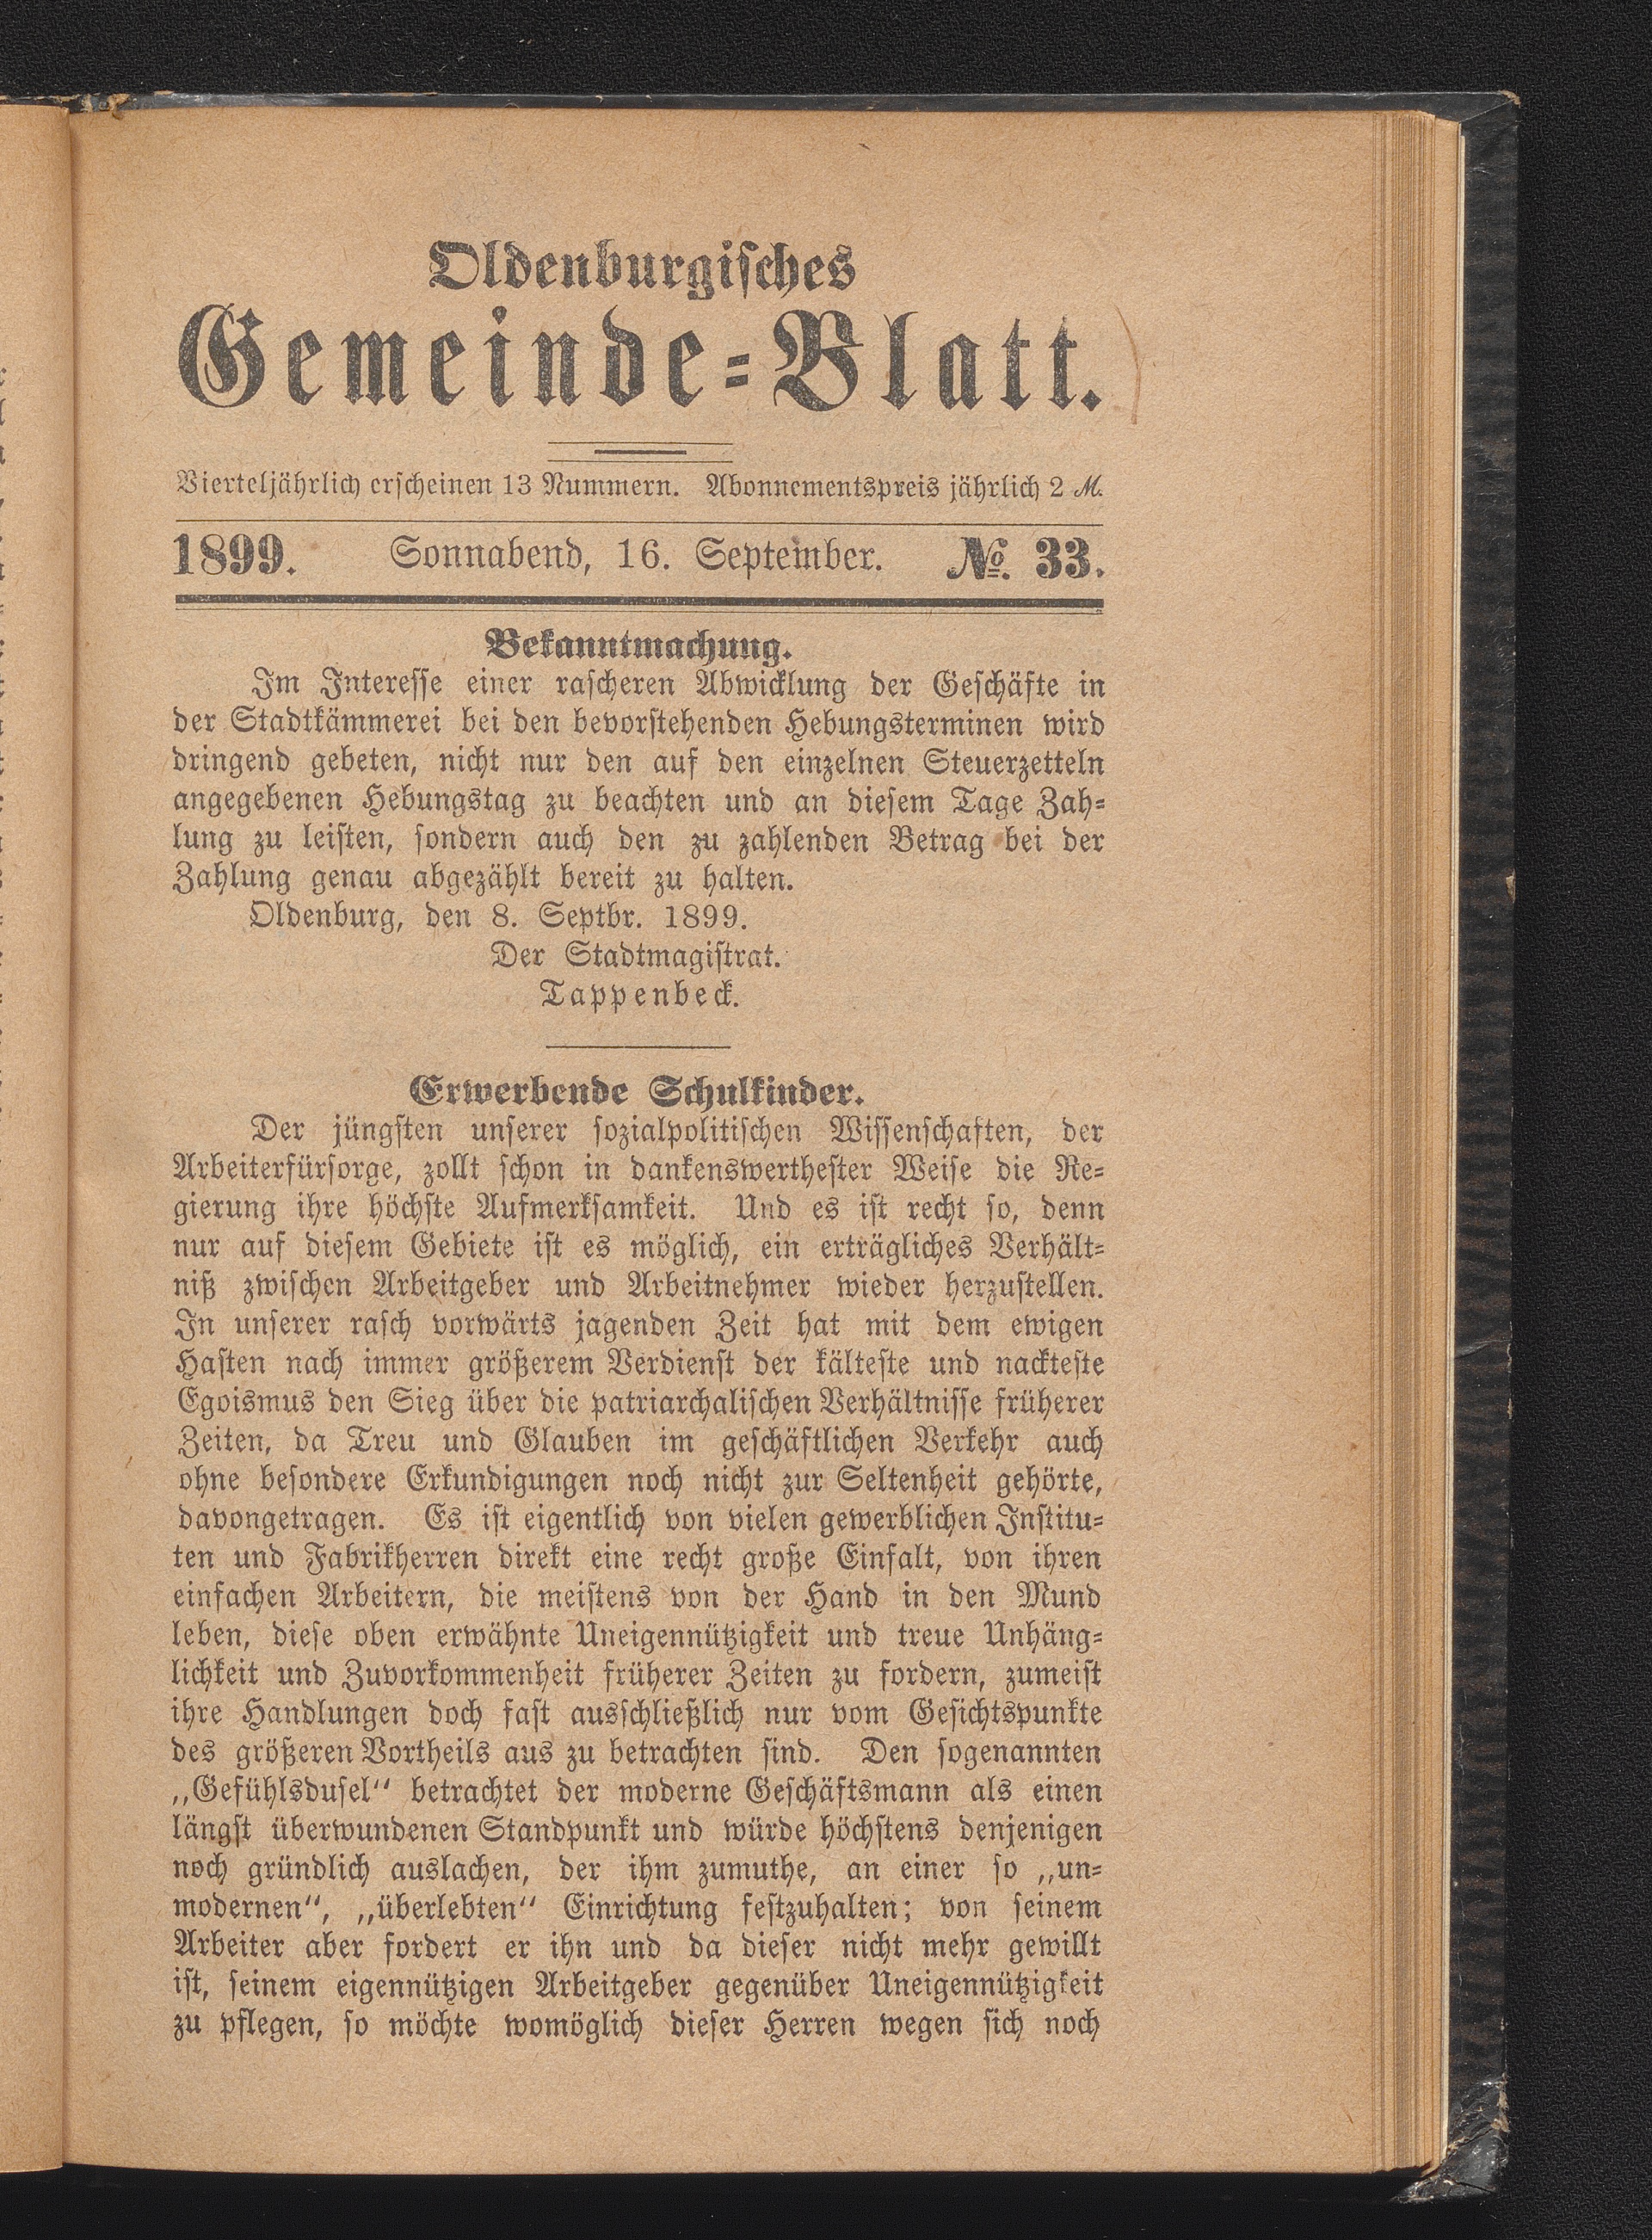 Oldenburgisches
Gemeinde-Blatt.
Vierteljährlich erscheinen 13 Nummern. Abonnementspreis jährlich 2 M.
1899. Sonnabend, 16. September. No. 33.
Bekanntmachung.
Im Interesse einer rascheren Abwicklung der Geschäfte in
der Stadtkämmerei bei den bevorstehenden Hebungsterminen wird
dringend gebeten, nicht nur den auf den einzelnen Steuerzetteln
angegebenen Hebungstag zu beachten und an diesem Tage Zah-
lung zu leisten, sondern auch den zu zahlenden Betrag bei der
Zahlung genau abgezählt bereit zu halten.
Oldenburg, den 8. Septbr. 1899.
Der Stadtmagistrat.
Tappenbeck.
Erwerbende Schulkinder.
Der jüngsten unserer sozialpolitischen Wissenschaften, der
Arbeiterfürsorge, zollt schon in dankenswerthester Weise die Re-
gierung ihre höchste Aufmerksamkeit. Und es ist recht so, denn
nur auf diesem Gebiete ist es möglich, ein erträgliches Verhält-
niß zwischen Arbeitgeber und Arbeitnehmer wieder herzustellen.
In unserer rasch vorwärts jagenden Zeit hat mit dem ewigen
Hasten nach immer größerem Verdienst der kälteste und nackteste
Egoismus den Sieg über die patriarchalischen Verhältnisse früherer
Zeiten, da Treu und Glauben im geschäftlichen Verkehr auch
ohne besondere Erkundigungen noch nicht zur Seltenheit gehörte,
davongetragen. Es ist eigentlich von vielen gewerblichen Institu-
ten und Fabrikherren direkt eine recht große Einfalt, von ihren
einfachen Arbeitern, die meistens von der Hand in den Mund
leben, diese oben erwähnte Uneigennützigkeit und treue Anhäng-
lichkeit und Zuvorkommenheit früherer Zeiten zu fordern, zumeist
ihre Handlungen doch fast ausschließlich nur vom Gesichtspunkte
des größeren Vortheils aus zu betrachten sind. Den sogenannten
„Gefühlsdusel“ betrachtet der moderne Geschäftsmann als einen
längst überwundenen Standpunkt und würde höchstens denjenigen
noch gründlich auslachen, der ihm zumuthe, an einer so „un-
modernen“, „überlebten“ Einrichtung festzuhalten; von seinem
Arbeiter aber fordert er ihn und da dieser nicht mehr gewillt
ist, seinem eigennützigen Arbeitgeber gegenüber Uneigennützigkeit
zu pflegen, so möchte womöglich dieser Herren wegen sich noch